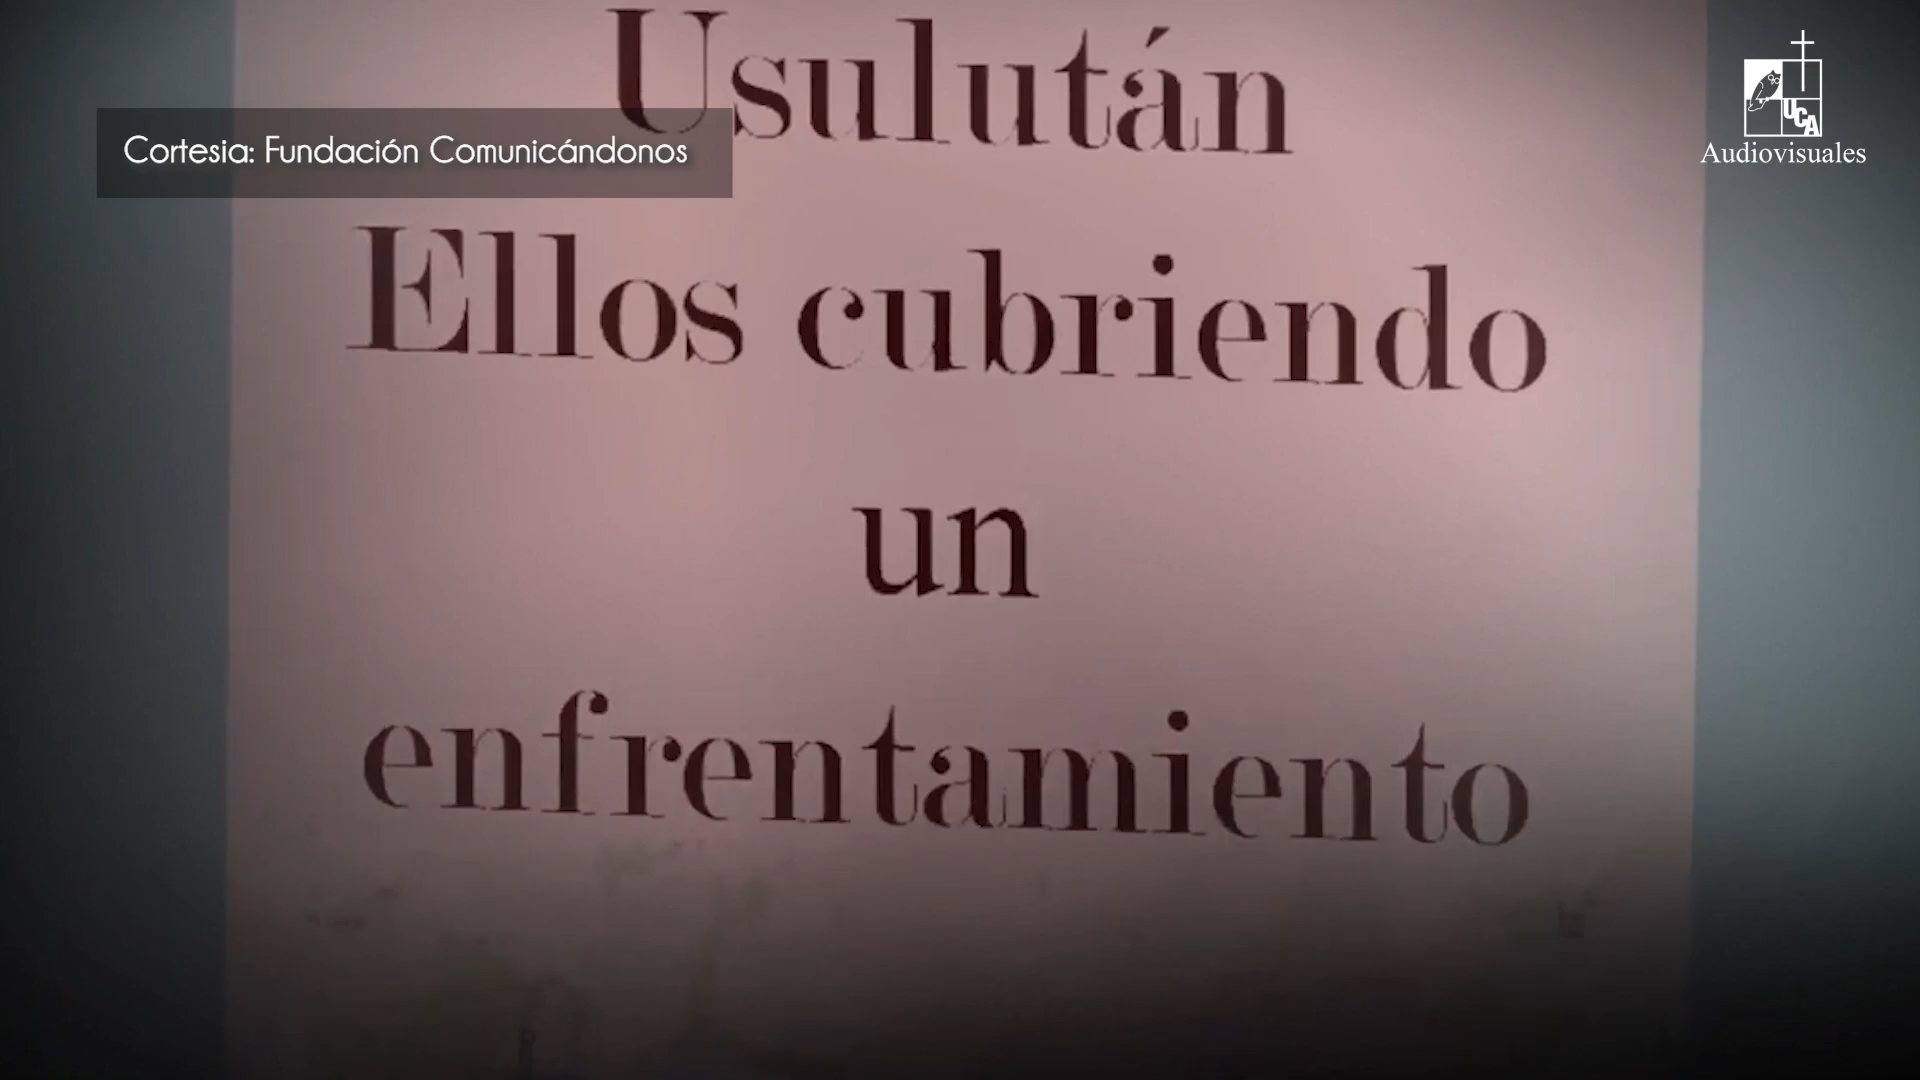 Usulután
Cortesia: Fundación Comunicándonos
UCA
Audiovisuales
Ellos cubriendo
un
enfrentamiento